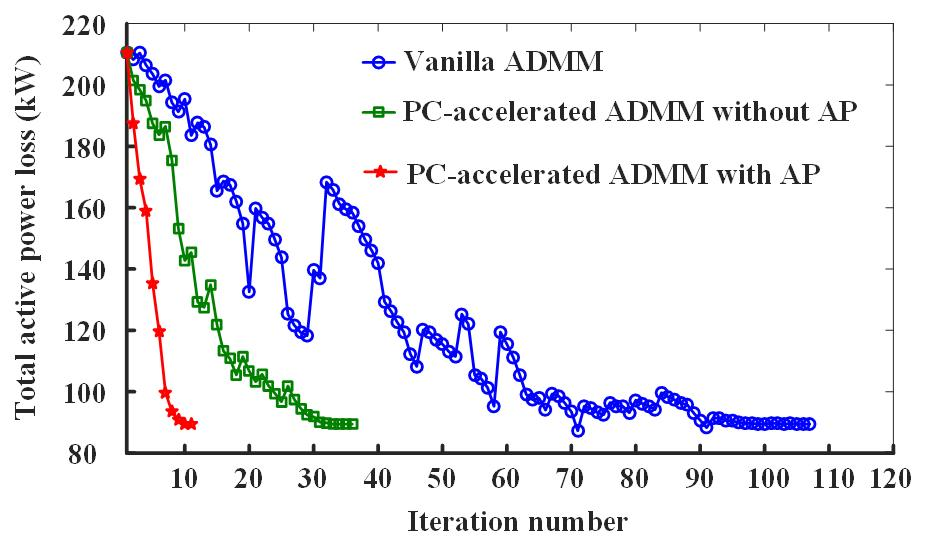 220
200
180
160
140
120
100
80
Total active power loss (kW)
Vanilla ADMM
PC-accelerated ADMM without AP
PC-accelerated ADMM with AP
10 20 30 40 50 60 70 80 90 100 110 120
Iteration number